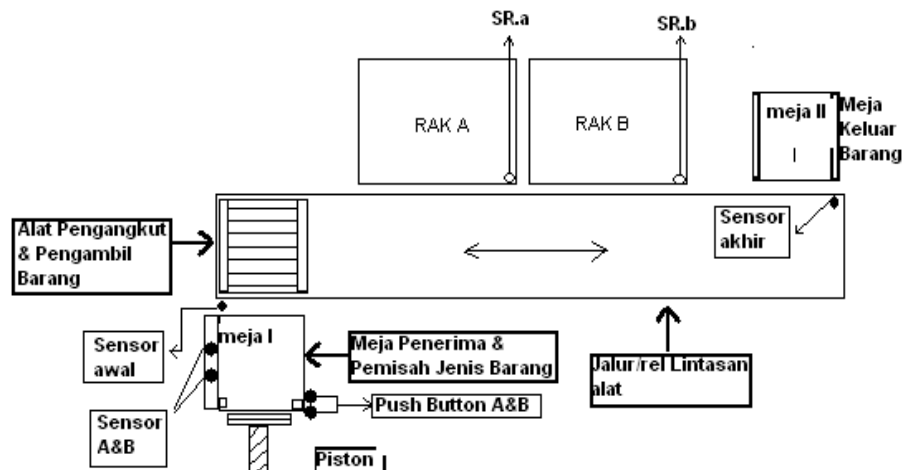 SR.a
SR.b
RAK A
RAK B
meja II
I
Meja
Keluar
Barang
Alat Pengangkut
& Pengambil
Barang
Sensor
akhir
Sensor
awal
meja I
Meja Penerima &
Pemisah Jenis Barang
Jalur/rel Lintasan
alat
Sensor
A&B
Push Button A&B
Piston